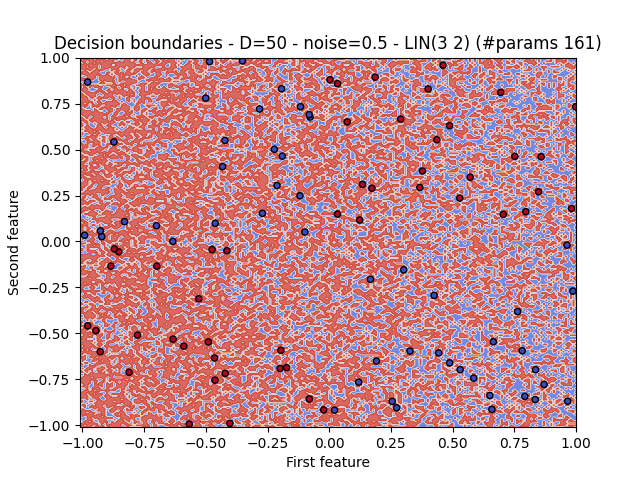 Decision boundaries - D=50 - noise=0.5 - LIN(3 2) (#params 161)
1.00
0.75
0.50
0.25
0.00
−0.25
−0.50
−0.75
−1.00
Second feature
−1.00 −0.75 −0.50 −0.25 0.00 0.25 0.50 0.75 1.00
First feature